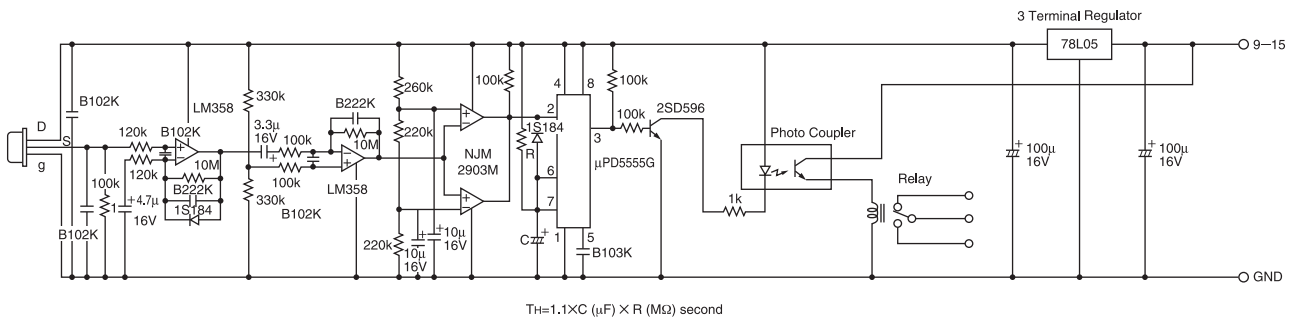 3 Terminal Regulator
78L05
9–15
D
S
g
B102K
120k
120k
B102K
LM358
10M
B222K
1S184
100k
1
4.7μ
16V
B102K
330k
330k
3.3μ
16V
100k
100k
B102K
B222K
10M
LM358
260k
220k
220k
10μ
16V
10μ
16V
NJM
2903M
100k
1S184
R
C
4
8
2
3
6
7
1
5
μPD5555G
B103K
100k
100k
2SD596
1k
Photo Coupler
Relay
100μ
16V
100μ
16V
GND
TH=1.1×C (μF) × R (MΩ) second